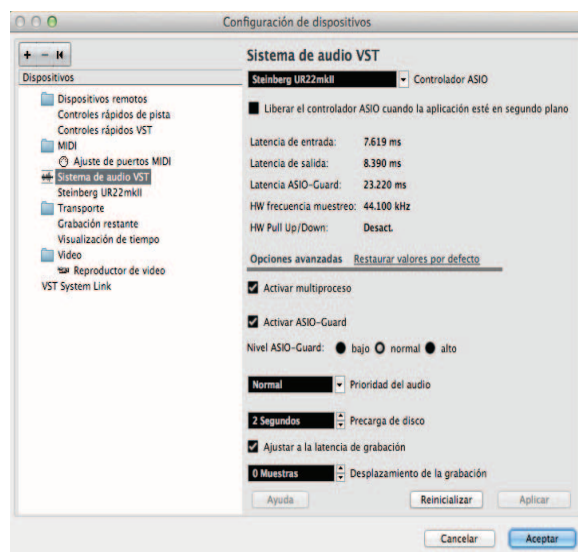 Configuración de dispositivos
+ - |◀
Dispositivos
Dispositivos remotos
Controles rápidos de pista
Controles rápidos VST
MIDI
Ajuste de puertos MIDI
Sistema de audio VST
Steinberg UR22mkII
Transporte
Grabación restante
Visualización de tiempo
Video
Reproductor de video
VST System Link
Sistema de audio VST
Steinberg UR22mkII Controlador ASIO
Liberar el controlador ASIO cuando la aplicación esté en segundo plano
Latencia de entrada: 7.619 ms
Latencia de salida: 8.390 ms
Latencia ASIO-Guard: 23.220 ms
HW frecuencia muestreo: 44.100 kHz
HW Pull Up/Down: Desact.
Opciones avanzadas Restaurar valores por defecto
Activar multiproceso
Activar ASIO-Guard
Nivel ASIO-Guard: bajo normal alto
Normal Prioridad del audio
2 Segundos Precarga de disco
Ajustar a la latencia de grabación
0 Muestras Desplazamiento de la grabación
Ayuda Reinicializar Aplicar
Cancelar Aceptar